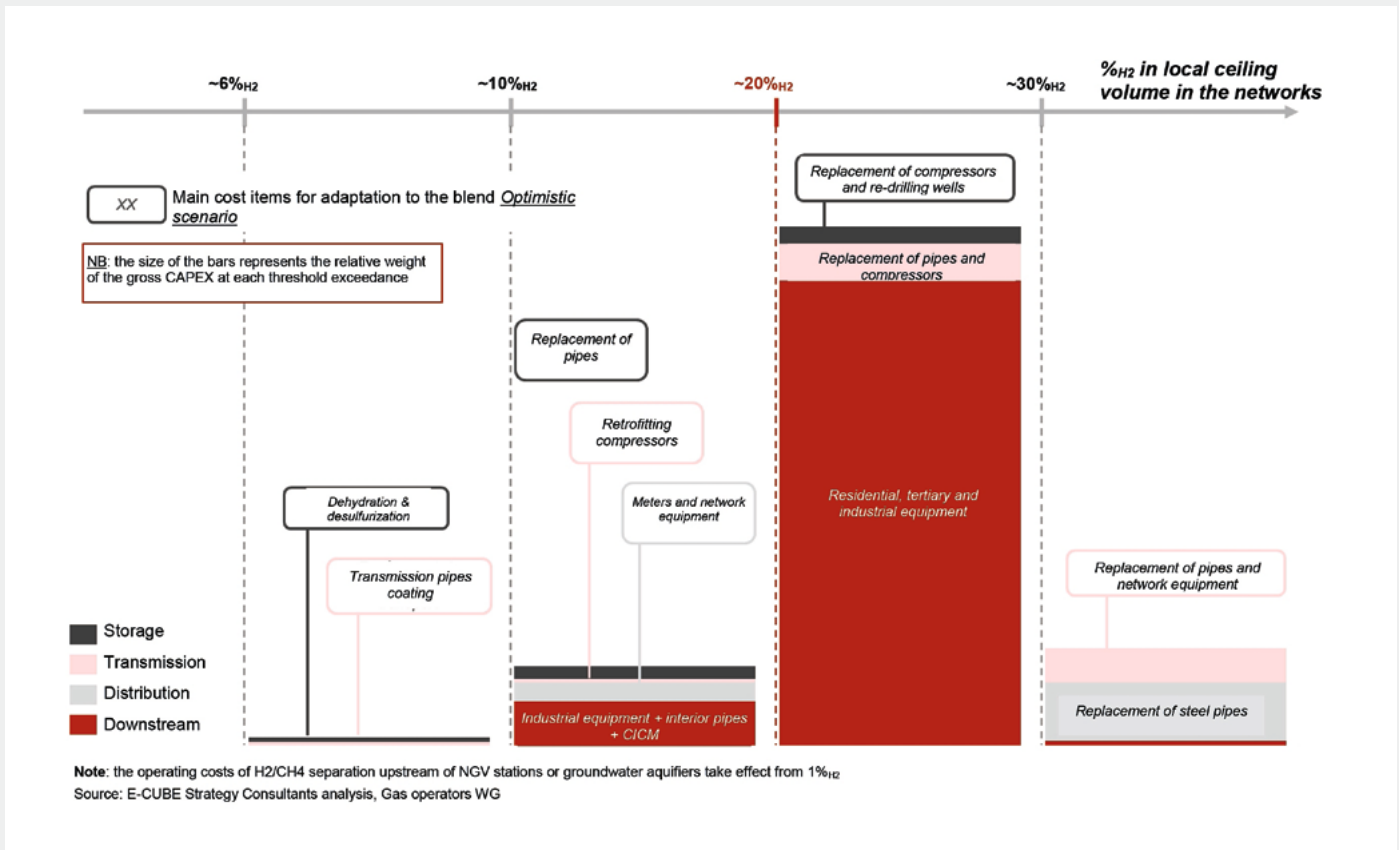 ~6%H2
~10%H2
~20%H2
~30%H2
%H2 in local ceiling
volume in the networks
XX
Main cost items for adaptation to the blend Optimistic
scenario
NB: the size of the bars represents the relative weight
of the gross CAPEX at each threshold exceedance
Replacement of compressors
and re-drilling wells
Replacement of pipes and
compressors
Replacement of
pipes
Retrofitting
compressors
Meters and network
equipment
Dehydration &
desulfurization
Transmission pipes
coating
Residential, tertiary and
industrial equipment
Replacement of pipes and
network equipment
Storage
Transmission
Distribution
Downstream
Industrial equipment + interior pipes
+ CICM
Replacement of steel pipes
Note: the operating costs of H2/CH4 separation upstream of NGV stations or groundwater aquifiers take effect from 1%H2
Source: E-CUBE Strategy Consultants analysis, Gas operators WG